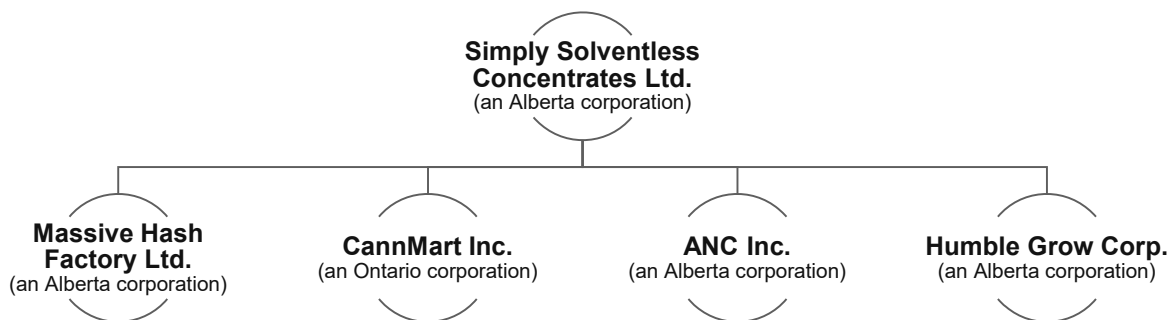 Simply Solventless
Concentrates Ltd.
(an Alberta corporation)
Massive Hash
Factory Ltd.
(an Alberta corporation)
CannMart Inc.
(an Ontario corporation)
ANC Inc.
(an Alberta corporation)
Humble Grow Corp.
(an Alberta corporation)